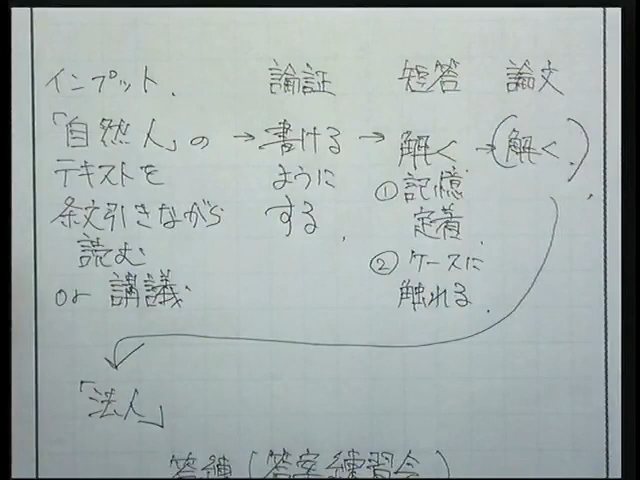 インプット. 論証 短答 論文
「自然人」の → 書ける → 解く → (解く.)
テキストを ように ①記憶
条文引きながら する. 定着.
読む ②ケースに
or 講義. 触れる.
「法人」
答練(答案練習会)